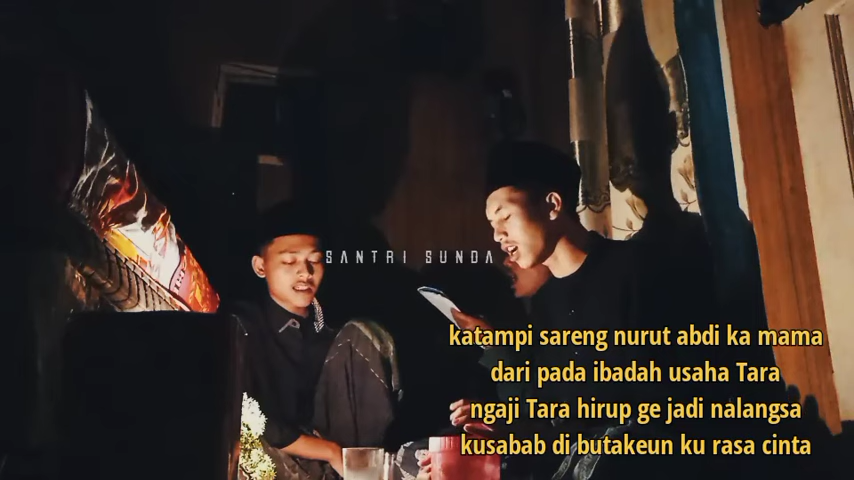 SANTRI SUNDA
katampi sareng nurut abdi ka mama
dari pada ibadah usaha Tara
ngaji Tara hirup ge jadi nalangsa
kusabab di butakeun ku rasa cinta